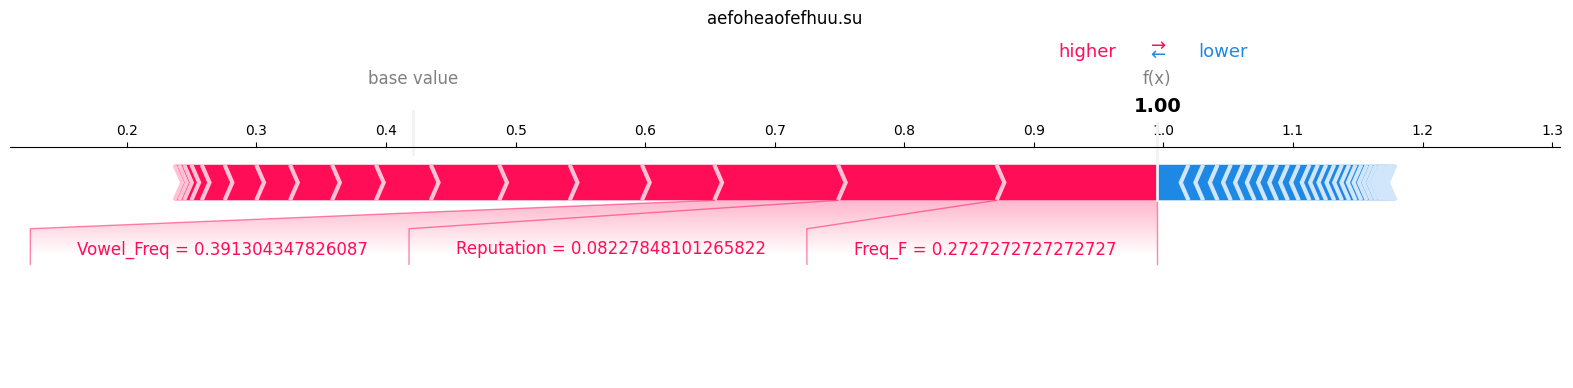 aefoheaofefhuu.su
higher → ← lower
base value f(x)
1.00
0.2 0.3 0.4 0.5 0.6 0.7 0.8 0.9 1.0 1.1 1.2 1.3
Vowel_Freq = 0.391304347826087 Reputation = 0.08227848101265822 Freq_F = 0.2727272727272727